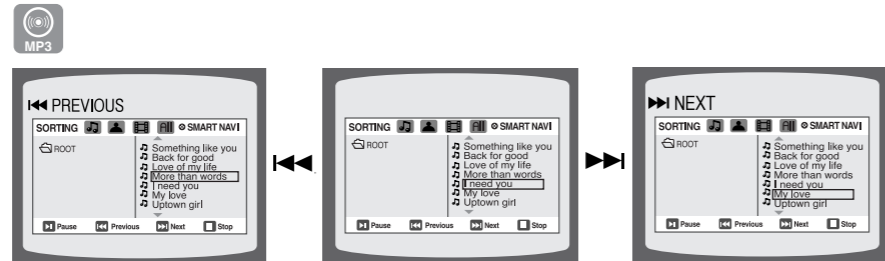 MP3
PREVIOUS
SORTING All SMART NAVI
ROOT
Something like you
Back for good
Love of my life
More than words
I need you
My love
Uptown girl
Pause Previous Next Stop
SORTING All SMART NAVI
ROOT
Something like you
Back for good
Love of my life
More than words
I need you
My love
Uptown girl
Pause Previous Next Stop
NEXT
SORTING All SMART NAVI
ROOT
Something like you
Back for good
Love of my life
More than words
I need you
My love
Uptown girl
Pause Previous Next Stop